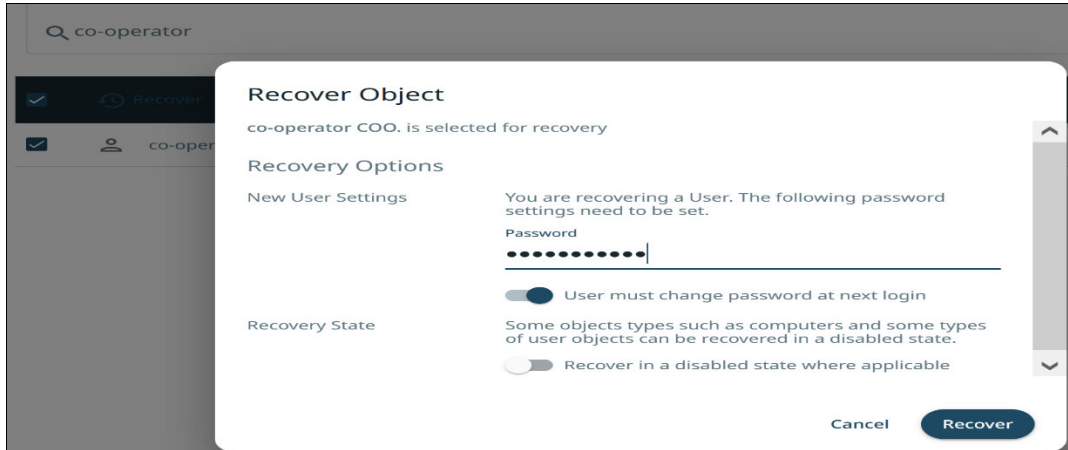 co-operator
Recover
co-oper
Recover Object
co-operator COO. is selected for recovery
Recovery Options
New User Settings
You are recovering a User. The following password
settings need to be set.
Password
•••••••••••
User must change password at next login
Recovery State
Some objects types such as computers and some types
of user objects can be recovered in a disabled state.
Recover in a disabled state where applicable
Cancel
Recover